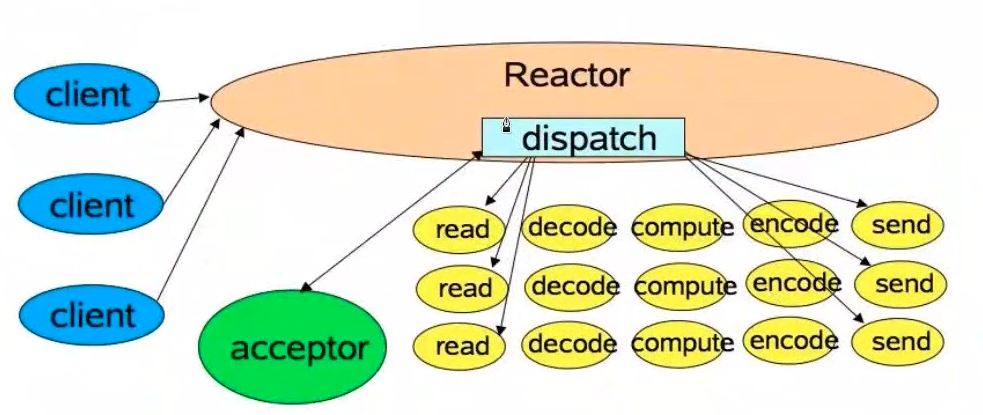 Reactor
client
dispatch
client
read decode compute encode send
read decode compute encode send
client
acceptor
read decode compute encode send